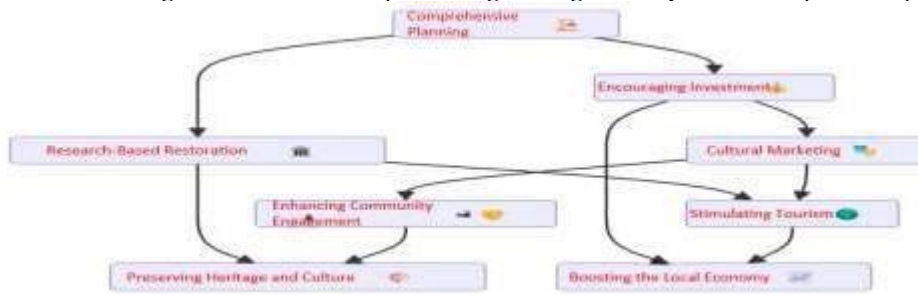 Comprehensive
Planning
Encouraging Investment
Research-Based Restoration
Cultural Marketing
Enhancing Community
Engagement
Stimulating Tourism
Preserving Heritage and Culture
Boosting the Local Economy